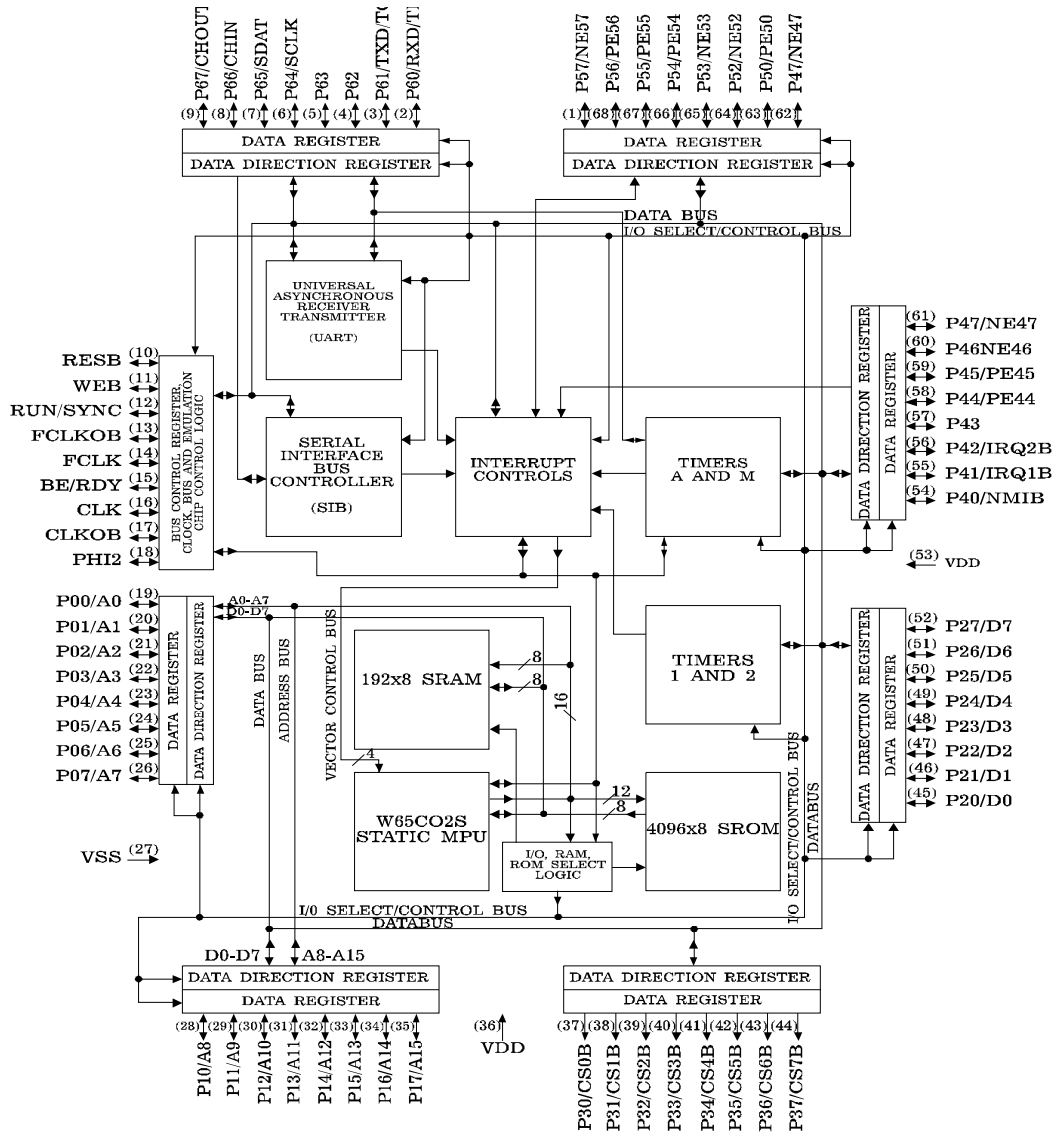 P67/CHOUT
P66/CHIN
P65/SDAT
P64/SCLK
P63
P62
P61/TXD/TO
P60/RXD/TI
P57/NE57
P56/PE56
P55/PE55
P54/PE54
P53/NE53
P52/NE52
P50/PE50
P47/NE47
(9) (8) (7) (6) (5) (4) (3) (2)
(1) (68) (67) (66) (65) (64) (63) (62)
DATA REGISTER
DATA DIRECTION REGISTER
DATA REGISTER
DATA DIRECTION REGISTER
DATA BUS
I/O SELECT/CONTROL BUS
UNIVERSAL
ASYNCHRONOUS
RECEIVER
TRANSMITTER
(UART)
RESB (10)
WEB (11)
RUN/SYNC (12)
FCLKOB (13)
FCLK (14)
BE/RDY (15)
CLK (16)
CLKOB (17)
PHI2 (18)
BUS CONTROL REGISTER,
CLOCK, BUS AND EMULATION
CHIP CONTROL LOGIC
SERIAL
INTERFACE
BUS
CONTROLLER
(SIB)
INTERRUPT
CONTROLS
TIMERS
A AND M
DATA DIRECTION REGISTER
DATA REGISTER
(61) P47/NE47
(60) P46NE46
(59) P45/PE45
(58) P44/PE44
(57) P43
(56) P42/IRQ2B
(55) P41/IRQ1B
(54) P40/NMIB
(53) VDD
P00/A0 (19)
P01/A1 (20)
P02/A2 (21)
P03/A3 (22)
P04/A4 (23)
P05/A5 (24)
P06/A6 (25)
P07/A7 (26)
VSS (27)
DATA REGISTER
DATA DIRECTION REGISTER
A0-A7
D0-D7
DATA BUS
ADDRESS BUS
VECTOR CONTROL BUS
192x8 SRAM
8
8
16
4
TIMERS
1 AND 2
W65CO2S
STATIC MPU
12
8
4096x8 SROM
I/O, RAM,
ROM SELECT
LOGIC
I/O SELECT/CONTROL BUS
DATABUS
DATA DIRECTION REGISTER
DATA REGISTER
(52) P27/D7
(51) P26/D6
(50) P25/D5
(49) P24/D4
(48) P23/D3
(47) P22/D2
(46) P21/D1
(45) P20/D0
I/0 SELECT/CONTROL BUS
DATABUS
D0-D7
A8-A15
DATA DIRECTION REGISTER
DATA REGISTER
DATA DIRECTION REGISTER
DATA REGISTER
(28) (29) (30) (31) (32) (33) (34) (35)
(36)
VDD
(37) (38) (39) (40) (41) (42) (43) (44)
P10/A8
P11/A9
P12/A10
P13/A11
P14/A12
P15/A13
P16/A14
P17/A15
P30/CS0B
P31/CS1B
P32/CS2B
P33/CS3B
P34/CS4B
P35/CS5B
P36/CS6B
P37/CS7B